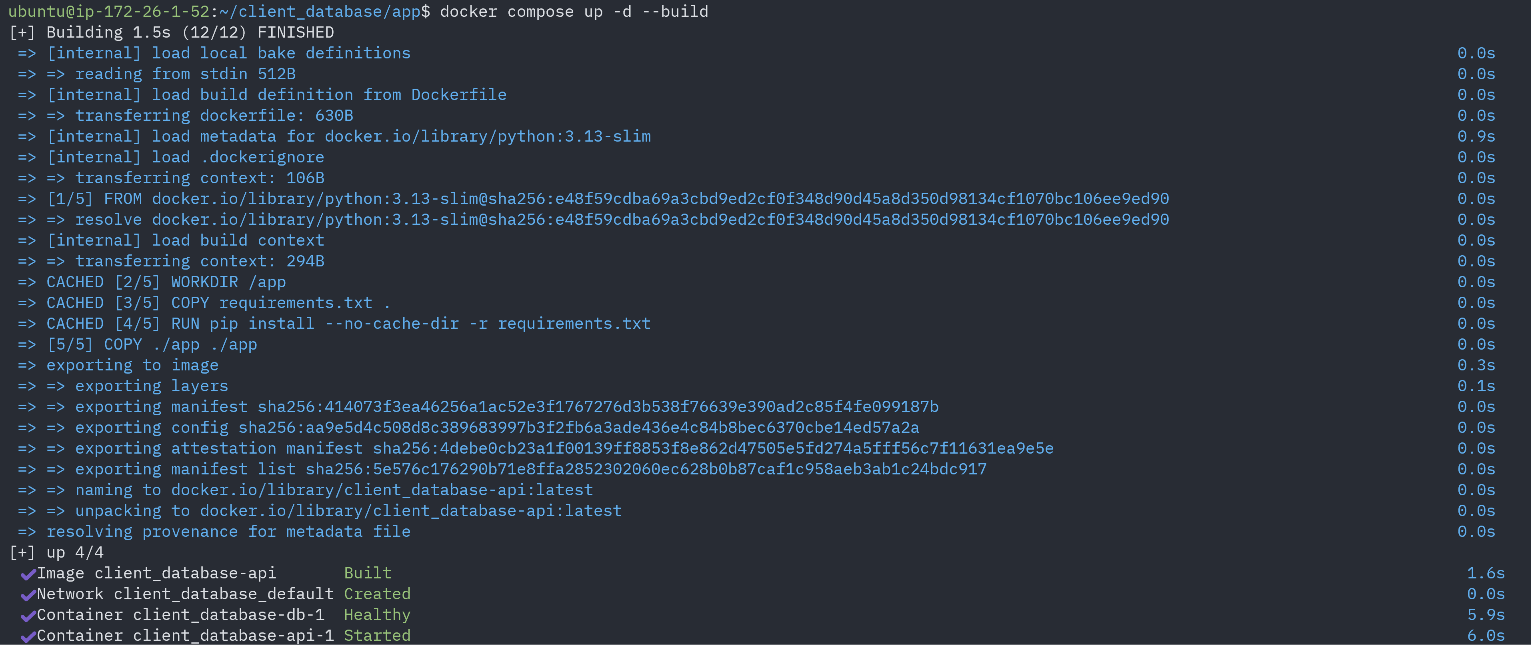 ubuntu@ip-172-26-1-52:~/client_database/app$ docker compose up -d --build
[+] Building 1.5s (12/12) FINISHED
=> [internal] load local bake definitions 0.0s
=> => reading from stdin 512B 0.0s
=> [internal] load build definition from Dockerfile 0.0s
=> => transferring dockerfile: 630B 0.0s
=> [internal] load metadata for docker.io/library/python:3.13-slim 0.9s
=> [internal] load .dockerignore 0.0s
=> => transferring context: 106B 0.0s
=> [1/5] FROM docker.io/library/python:3.13-slim@sha256:e48f59cdba69a3cbd9ed2cf0f348d90d45a8d350d98134cf1070bc106ee9ed90 0.0s
=> => resolve docker.io/library/python:3.13-slim@sha256:e48f59cdba69a3cbd9ed2cf0f348d90d45a8d350d98134cf1070bc106ee9ed90 0.0s
=> [internal] load build context 0.0s
=> => transferring context: 294B 0.0s
=> CACHED [2/5] WORKDIR /app 0.0s
=> CACHED [3/5] COPY requirements.txt . 0.0s
=> CACHED [4/5] RUN pip install --no-cache-dir -r requirements.txt 0.0s
=> [5/5] COPY ./app ./app 0.0s
=> exporting to image 0.3s
=> => exporting layers 0.1s
=> => exporting manifest sha256:414073f3ea46256a1ac52e3f1767276d3b538f76639e390ad2c85f4fe099187b 0.0s
=> => exporting config sha256:aa9e5d4c508d8c389683997b3f2fb6a3ade436e4c84b8bec6370cbe14ed57a2a 0.0s
=> => exporting attestation manifest sha256:4debe0cb23a1f00139ff8853f8e862d47505e5fd274a5fff56c7f11631ea9e5e 0.0s
=> => exporting manifest list sha256:5e576c176290b71e8ffa2852302060ec628b0b87caf1c958aeb3ab1c24bdc917 0.0s
=> => naming to docker.io/library/client_database-api:latest 0.0s
=> => unpacking to docker.io/library/client_database-api:latest 0.0s
=> resolving provenance for metadata file 0.0s
[+] up 4/4
✔Image client_database-api Built 1.6s
✔Network client_database_default Created 0.0s
✔Container client_database-db-1 Healthy 5.9s
✔Container client_database-api-1 Started 6.0s